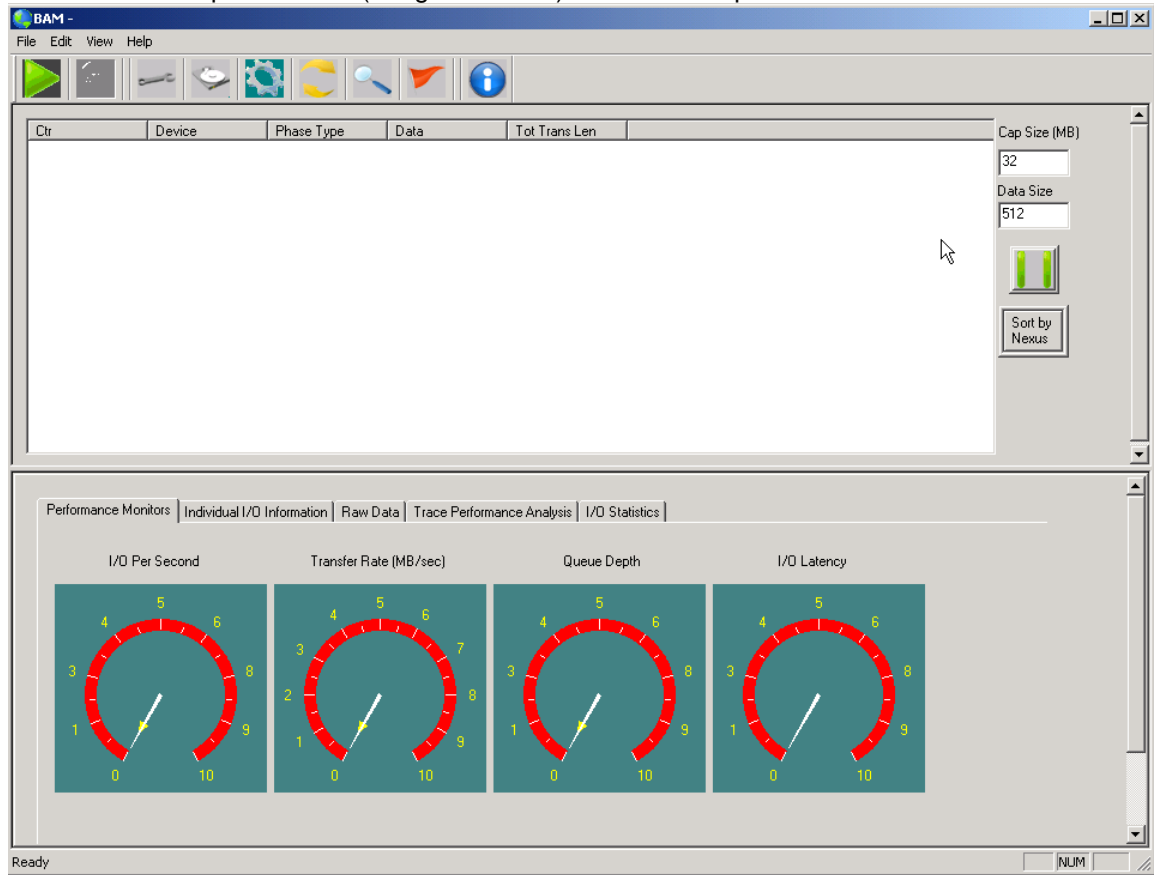 BAM -
File Edit View Help
Ctr Device Phase Type Data Tot Trans Len
Cap Size (MB)
32
Data Size
512
Sort by
Nexus
Performance Monitors Individual I/O Information Raw Data Trace Performance Analysis I/O Statistics
I/O Per Second Transfer Rate (MB/sec) Queue Depth I/O Latency
0 1 3 4 5 6 8 9 10
0 1 2 3 4 5 6 7 8 9 10
0 1 3 4 5 6 8 9 10
0 1 3 4 5 6 8 9 10
Ready NUM